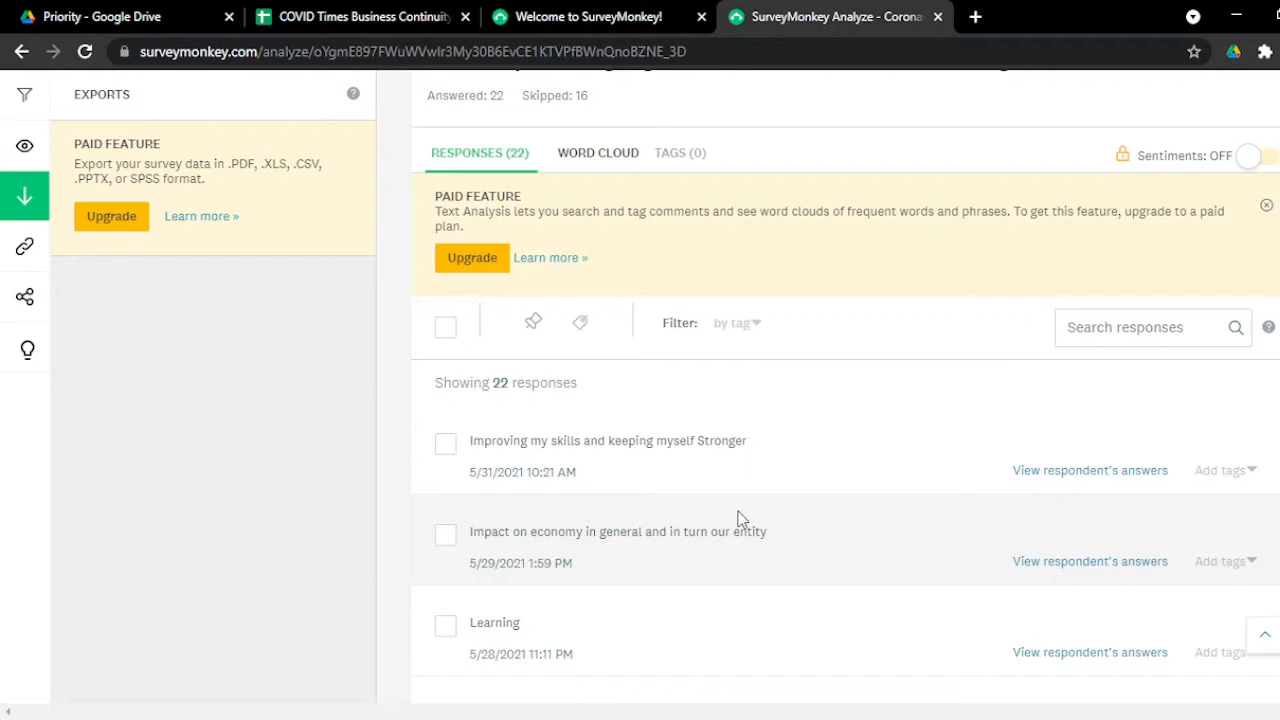 Priority - Google Drive
COVID Times Business Continuity
Welcome to SurveyMonkey!
SurveyMonkey Analyze - Corona
surveymonkey.com/analyze/oYgmE897FWuWVwIr3My30B6EvCE1KTVPfBWnQnoBZNE_3D
EXPORTS
PAID FEATURE
Export your survey data in .PDF, .XLS, .CSV,
.PPTX, or SPSS format.
Upgrade Learn more »
Answered: 22 Skipped: 16
RESPONSES (22) WORD CLOUD TAGS (0) Sentiments: OFF
PAID FEATURE
Text Analysis lets you search and tag comments and see word clouds of frequent words and phrases. To get this feature, upgrade to a paid
plan.
Upgrade Learn more »
Filter: by tag Search responses
Showing 22 responses
Improving my skills and keeping myself Stronger
5/31/2021 10:21 AM View respondent's answers Add tags
Impact on economy in general and in turn our entity
5/29/2021 1:59 PM View respondent's answers Add tags
Learning
5/28/2021 11:11 PM View respondent's answers Add tags